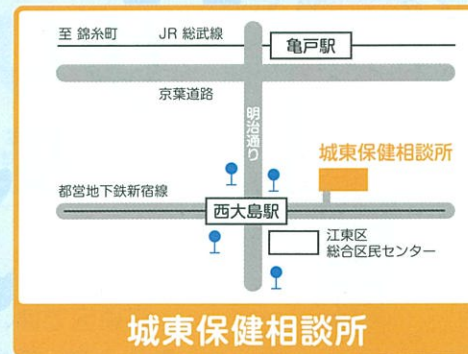 至 錦糸町
JR 総武線
亀戸駅
京葉道路
明治通り
城東保健相談所
都営地下鉄新宿線
西大島駅
江東区
総合区民センター
城東保健相談所